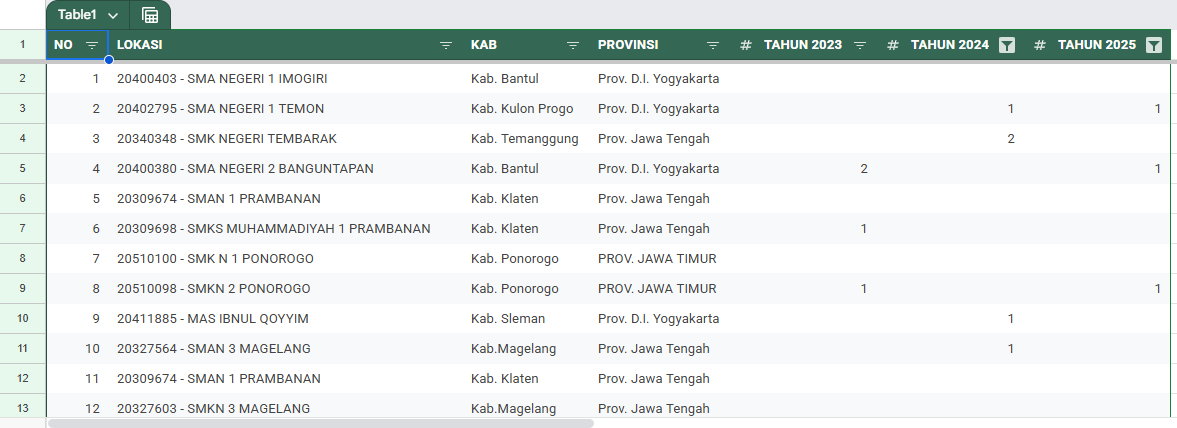 Table1
1 NO LOKASI KAB PROVINSI # TAHUN 2023 # TAHUN 2024 # TAHUN 2025
2 1 20400403 - SMA NEGERI 1 IMOGIRI Kab. Bantul Prov. D.I. Yogyakarta
3 2 20402795 - SMA NEGERI 1 TEMON Kab. Kulon Progo Prov. D.I. Yogyakarta 1 1
4 3 20340348 - SMK NEGERI TEMBARAK Kab. Temanggung Prov. Jawa Tengah 2
5 4 20400380 - SMA NEGERI 2 BANGUNTAPAN Kab. Bantul Prov. D.I. Yogyakarta 2 1
6 5 20309674 - SMAN 1 PRAMBANAN Kab. Klaten Prov. Jawa Tengah
7 6 20309698 - SMKS MUHAMMADIYAH 1 PRAMBANAN Kab. Klaten Prov. Jawa Tengah 1
8 7 20510100 - SMK N 1 PONOROGO Kab. Ponorogo PROV. JAWA TIMUR
9 8 20510098 - SMKN 2 PONOROGO Kab. Ponorogo PROV. JAWA TIMUR 1 1
10 9 20411885 - MAS IBNUL QOYYIM Kab. Sleman Prov. D.I. Yogyakarta 1
11 10 20327564 - SMAN 3 MAGELANG Kab.Magelang Prov. Jawa Tengah 1
12 11 20309674 - SMAN 1 PRAMBANAN Kab. Klaten Prov. Jawa Tengah
13 12 20327603 - SMKN 3 MAGELANG Kab.Magelang Prov. Jawa Tengah